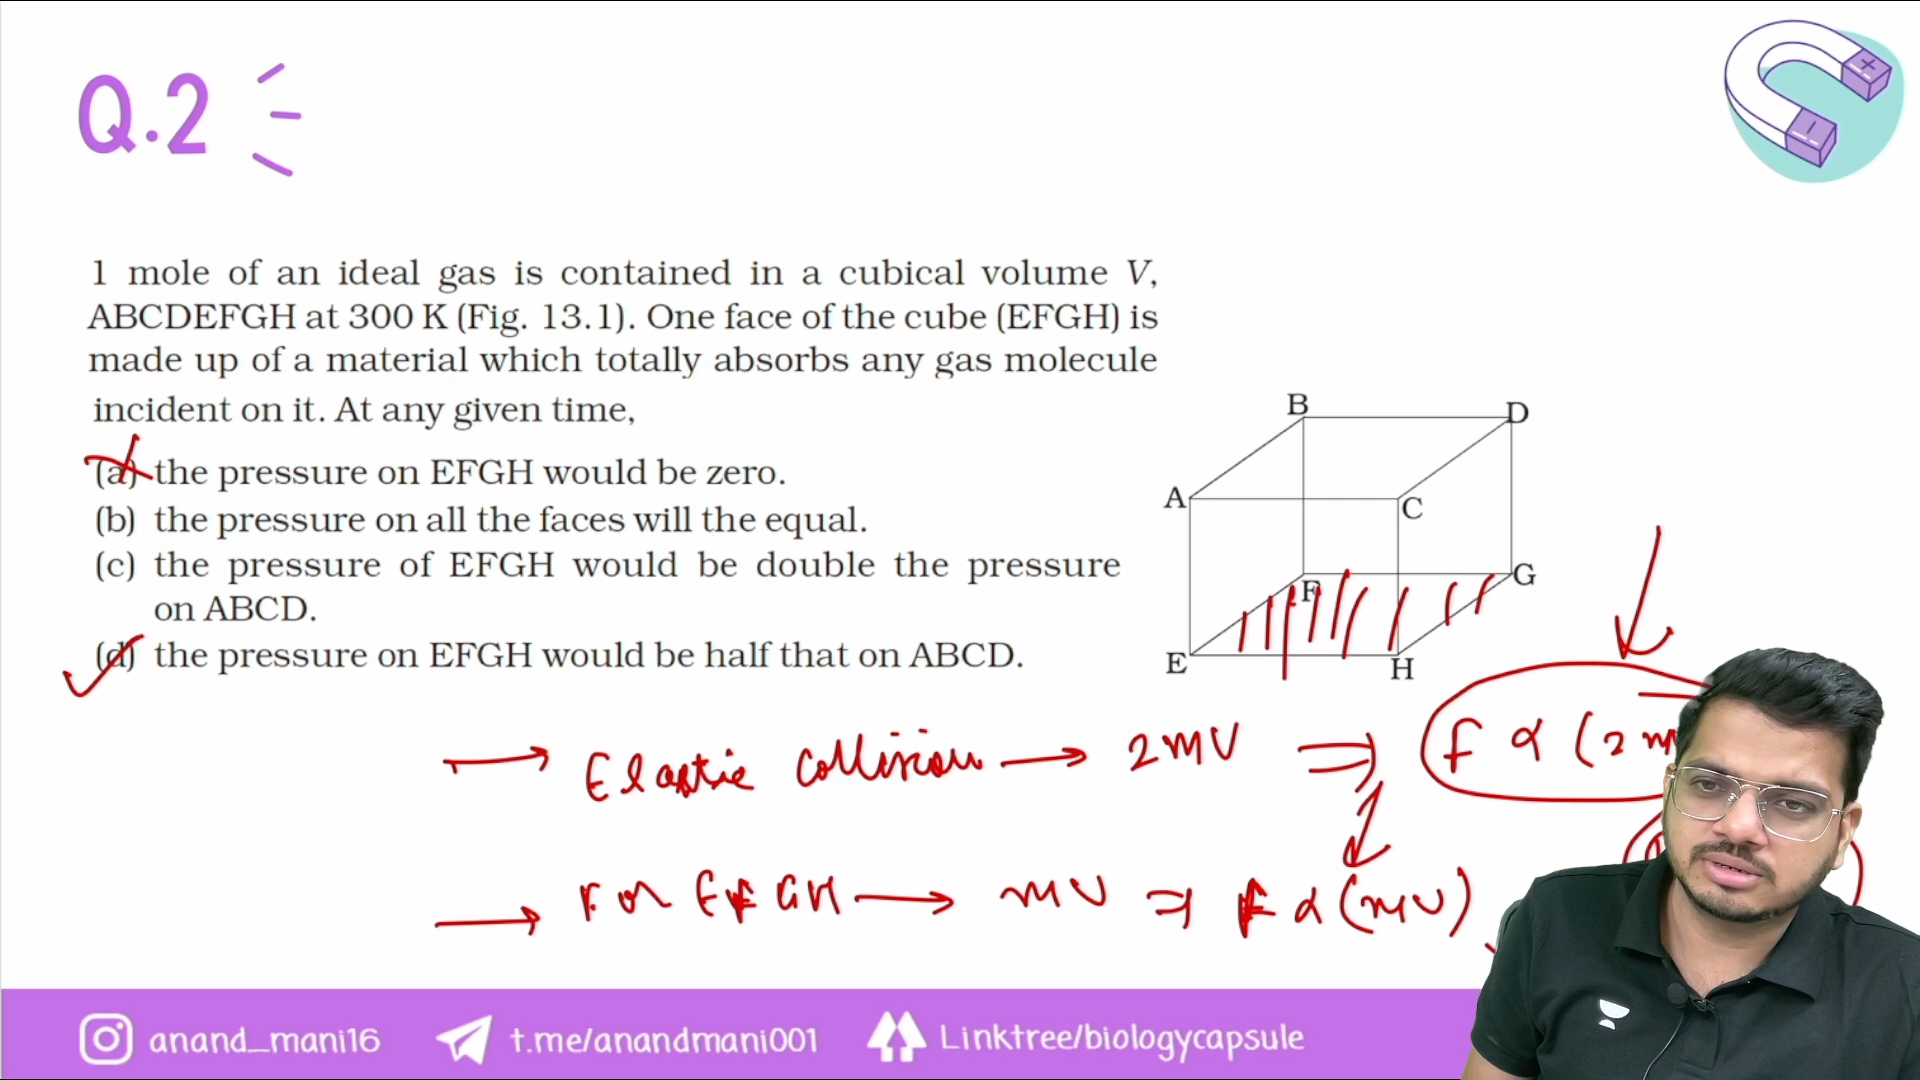 Q.2
1 mole of an ideal gas is contained in a cubical volume V,
ABCDEFGH at 300 K (Fig. 13.1). One face of the cube (EFGH) is
made up of a material which totally absorbs any gas molecule
incident on it. At any given time,
(a) the pressure on EFGH would be zero.
(b) the pressure on all the faces will the equal.
(c) the pressure of EFGH would be double the pressure
on ABCD.
(d) the pressure on EFGH would be half that on ABCD.
B
D
A
C
F
G
E
H
→ Elastic Collision → 2mV ⇒ F α (2m
→ For EFGH → mV ⇒ F α (mV)
anand_mani16
t.me/anandmani001
Linktree/biologycapsule